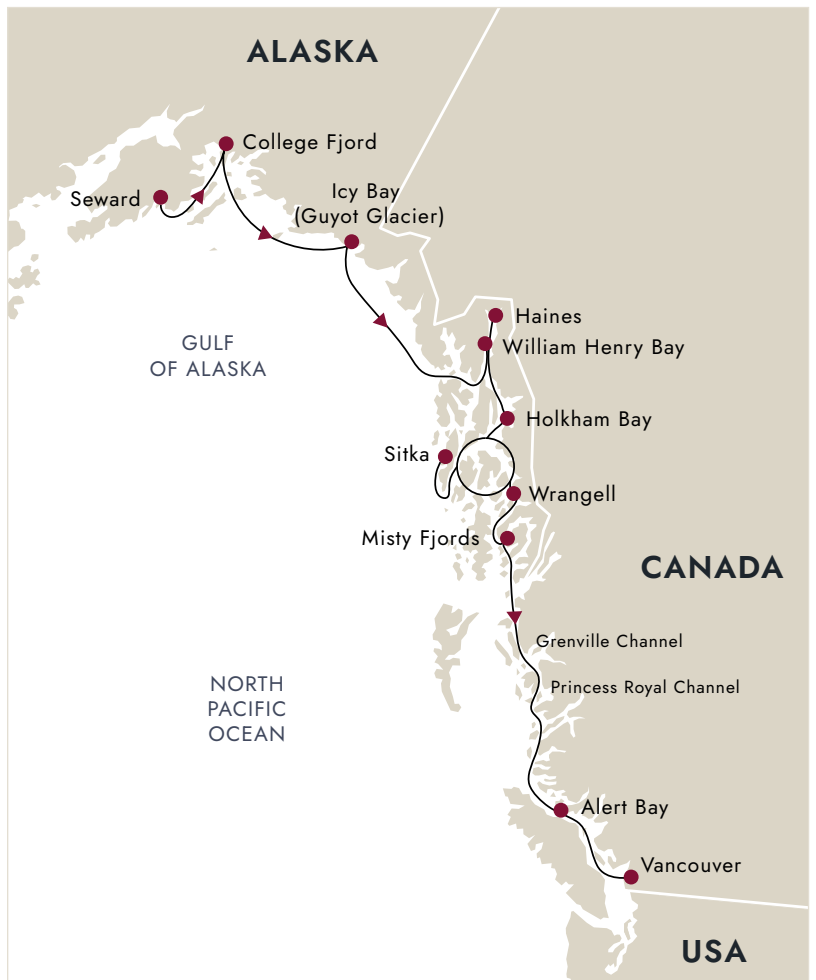 ALASKA
College Fjord
Seward
Icy Bay
(Guyot Glacier)
Haines
GULF
OF ALASKA
William Henry Bay
Holkham Bay
Sitka
Wrangell
Misty Fjords
CANADA
Grenville Channel
NORTH
PACIFIC
OCEAN
Princess Royal Channel
Alert Bay
Vancouver
USA